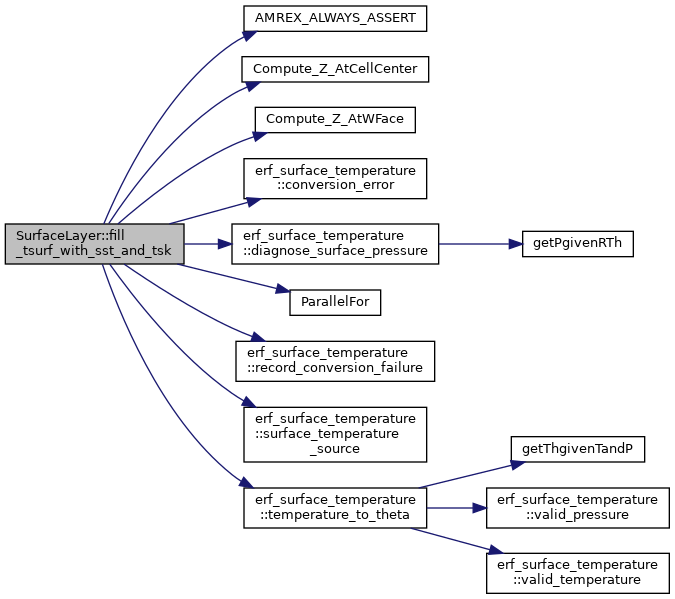 AMREX_ALWAYS_ASSERT
Compute_Z_AtCellCenter
Compute_Z_AtWFace
erf_surface_temperature
::conversion_error
SurfaceLayer::fill
_tsurf_with_sst_and_tsk
erf_surface_temperature
::diagnose_surface_pressure
getPgivenRTh
ParallelFor
erf_surface_temperature
::record_conversion_failure
erf_surface_temperature
::surface_temperature
_source
getThgivenTandP
erf_surface_temperature
::temperature_to_theta
erf_surface_temperature
::valid_pressure
erf_surface_temperature
::valid_temperature